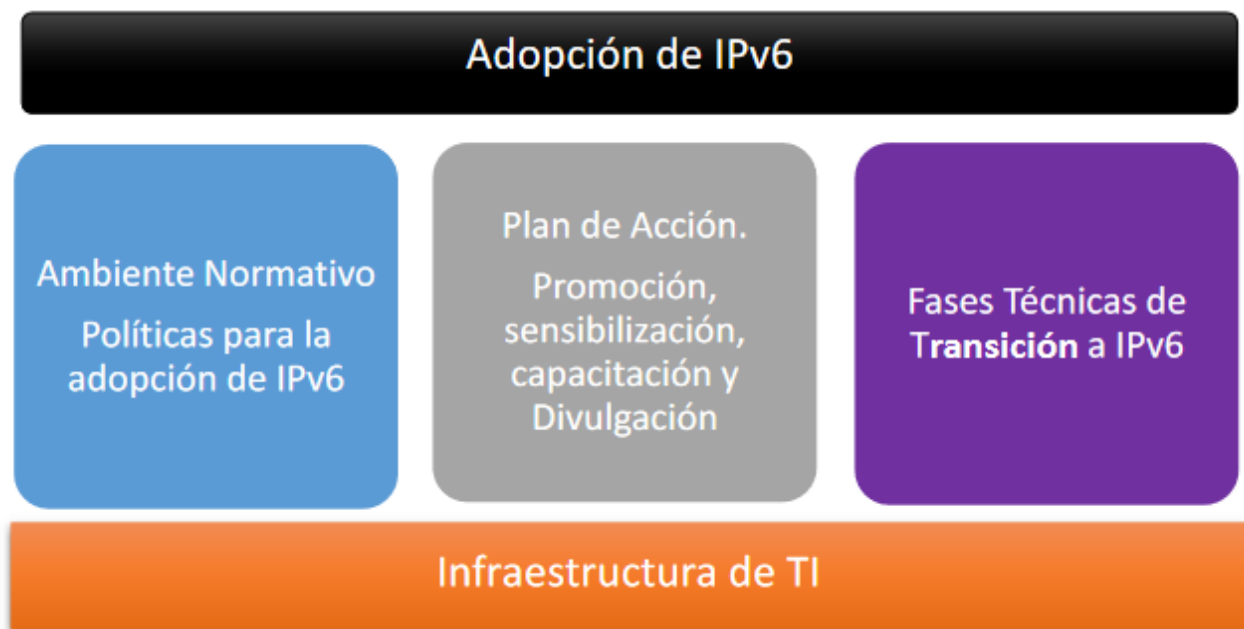 Adopción de IPv6
Ambiente Normativo
Políticas para la
adopción de IPv6
Plan de Acción.
Promoción,
sensibilización,
capacitación y
Divulgación
Fases Técnicas de
Transición a IPv6
Infraestructura de TI